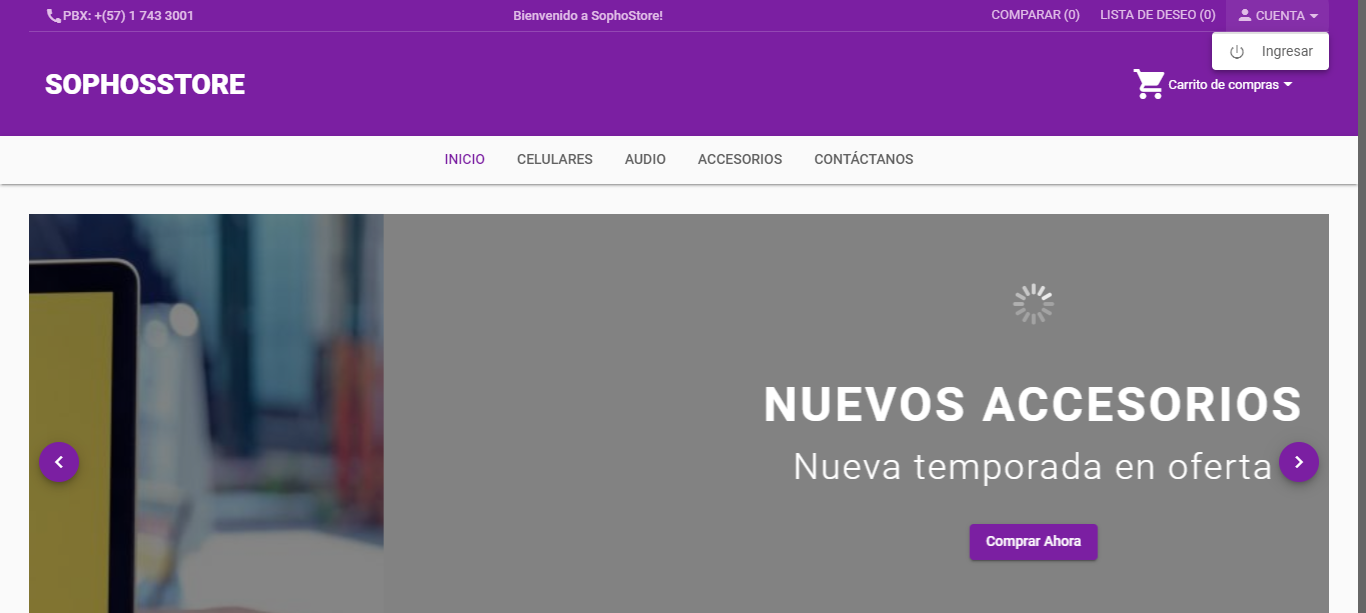 PBX: +(57) 1 743 3001 Bienvenido a SophoStore! COMPARAR (0) LISTA DE DESEO (0) CUENTA
Ingresar
SOPHOSSTORE Carrito de compras
INICIO CELULARES AUDIO ACCESORIOS CONTÁCTANOS
NUEVOS ACCESORIOS
Nueva temporada en oferta
Comprar Ahora